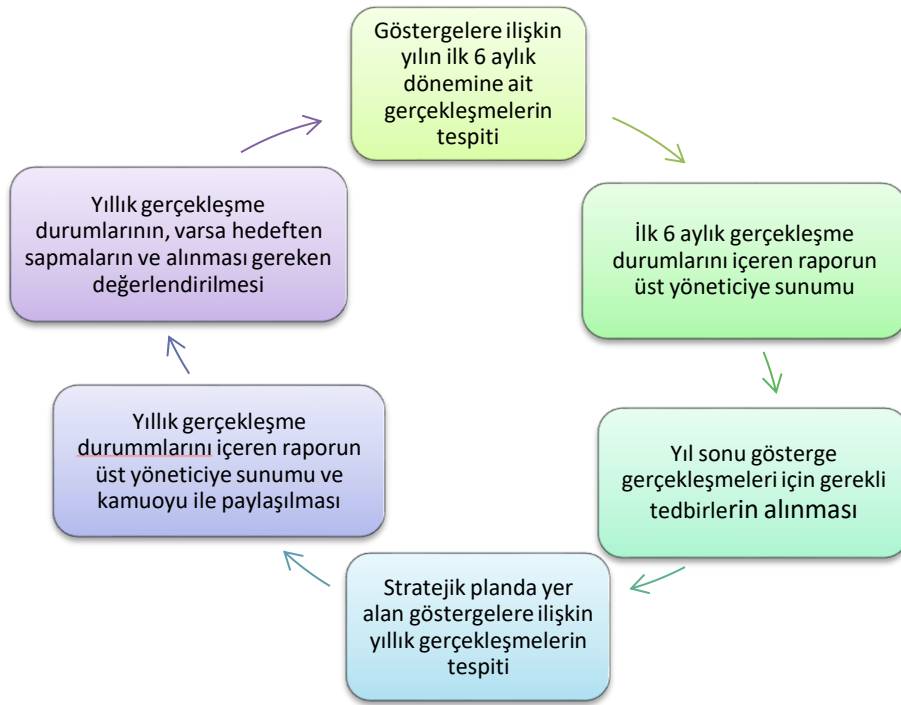 Göstergelere ilişkin
yılın ilk 6 aylık
dönemine ait
gerçekleşmelerin
tespiti
İlk 6 aylık gerçekleşme
durumlarını içeren raporun
üst yöneticiye sunumu
Yıl sonu gösterge
gerçekleşmeleri için gerekli
tedbirlerin alınması
Stratejik planda yer
alan göstergelere ilişkin
yıllık gerçekleşmelerin
tespiti
Yıllık gerçekleşme
durummlarını içeren raporun
üst yöneticiye sunumu ve
kamuoyu ile paylaşılması
Yıllık gerçekleşme
durumlarının, varsa hedeften
sapmaların ve alınması gereken
değerlendirilmesi